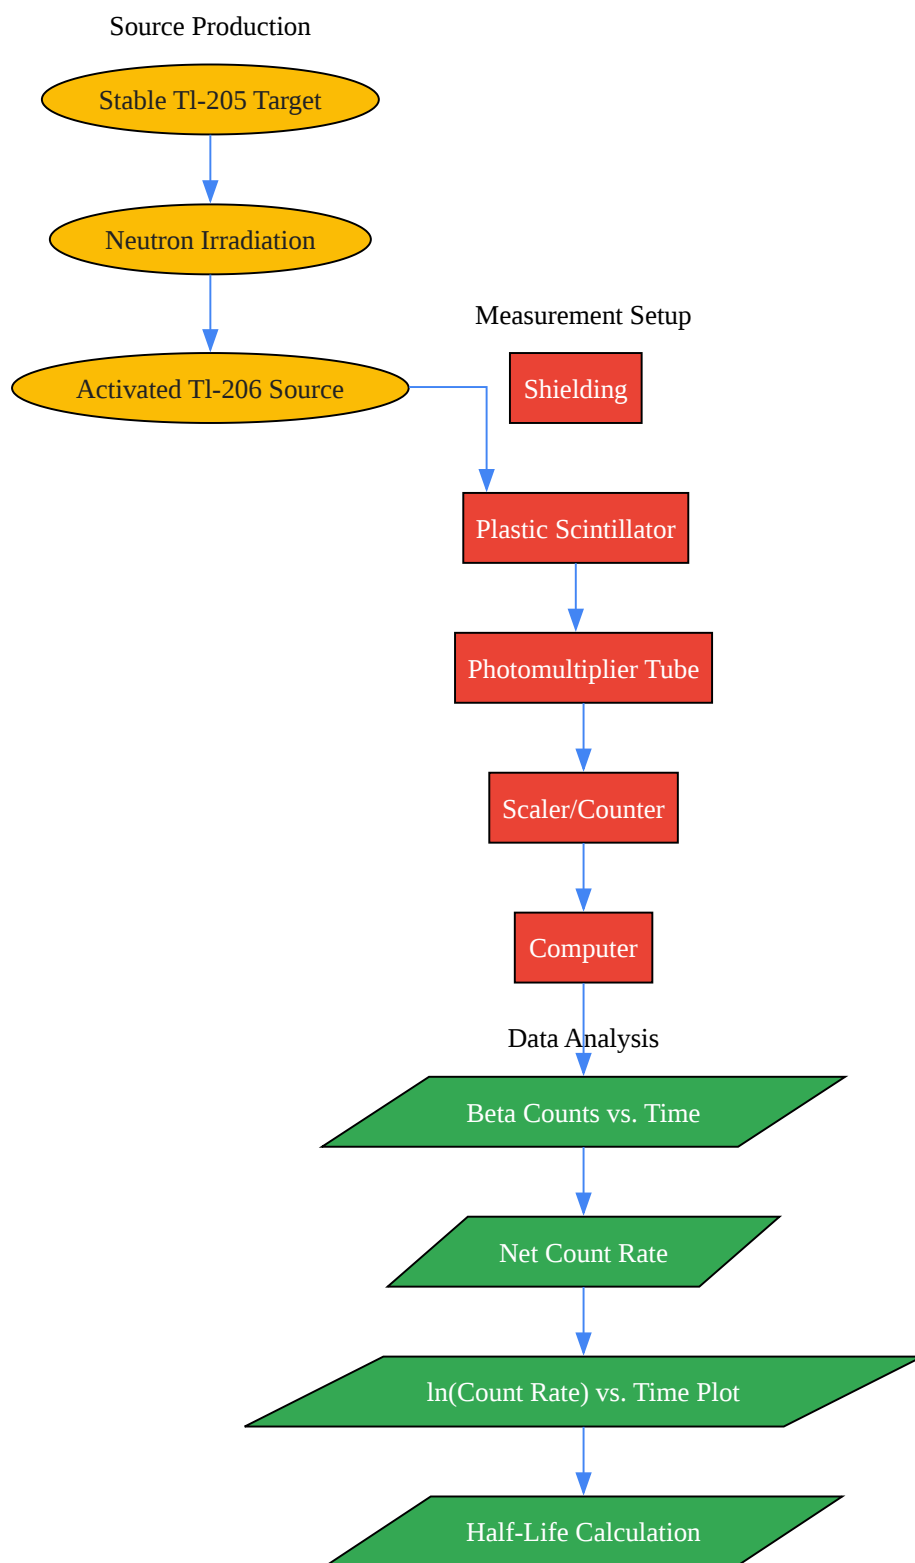 Source Production
Stable Tl-205 Target
Neutron Irradiation
Activated Tl-206 Source
Measurement Setup
Shielding
Plastic Scintillator
Photomultiplier Tube
Scaler/Counter
Computer
Data Analysis
Beta Counts vs. Time
Net Count Rate
ln(Count Rate) vs. Time Plot
Half-Life Calculation